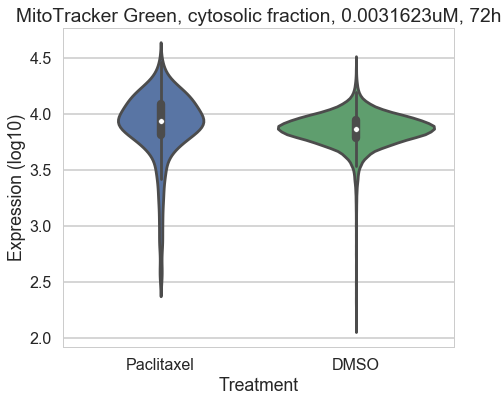 MitoTracker Green, cytosolic fraction, 0.0031623uM, 72h
4.5
4.0
3.5
3.0
2.5
2.0
Expression (log10)
Paclitaxel
DMSO
Treatment